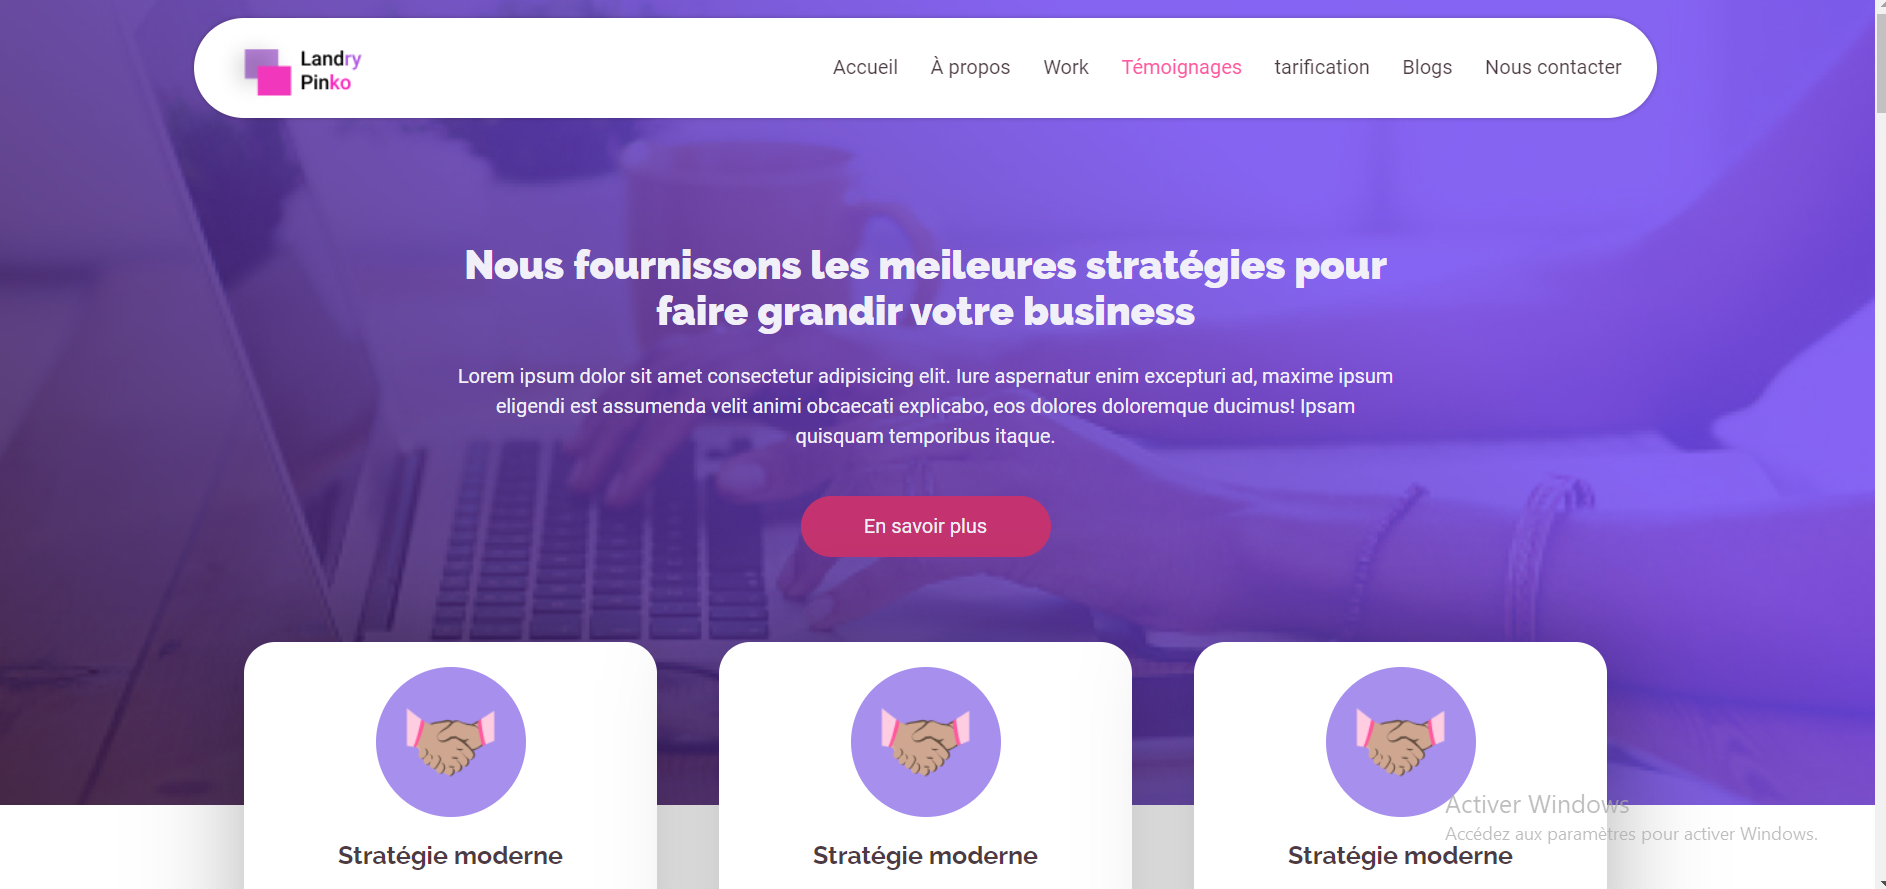 Landry
Pinko
Accueil À propos Work Témoignages tarification Blogs Nous contacter
Nous fournissons les meileures stratégies pour
faire grandir votre business
Lorem ipsum dolor sit amet consectetur adipisicing elit. Iure aspernatur enim excepturi ad, maxime ipsum
eligendi est assumenda velit animi obcaecati explicabo, eos dolores doloremque ducimus! Ipsam
quisquam temporibus itaque.
En savoir plus
Stratégie moderne
Stratégie moderne
Stratégie moderne
Activer Windows
Accédez aux paramètres pour activer Windows.